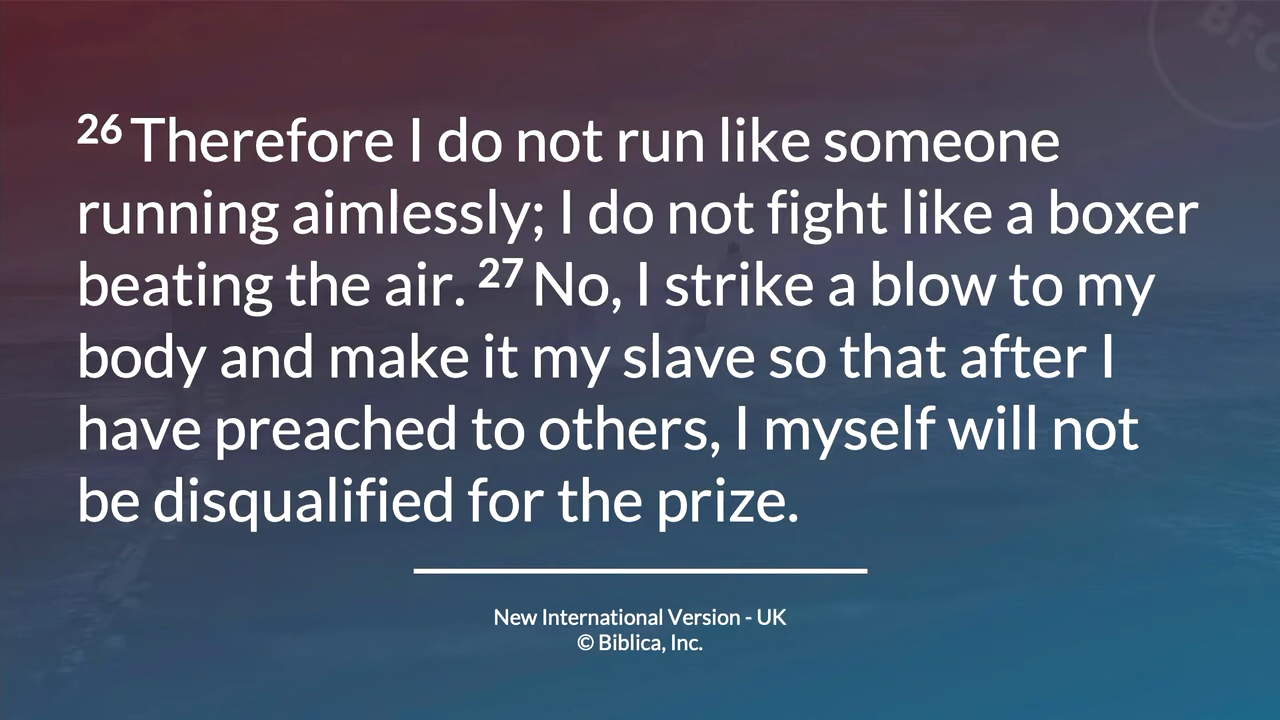 26 Therefore I do not run like someone
running aimlessly; I do not fight like a boxer
beating the air. 27 No, I strike a blow to my
body and make it my slave so that after I
have preached to others, I myself will not
be disqualified for the prize.
New International Version - UK
© Biblica, Inc.